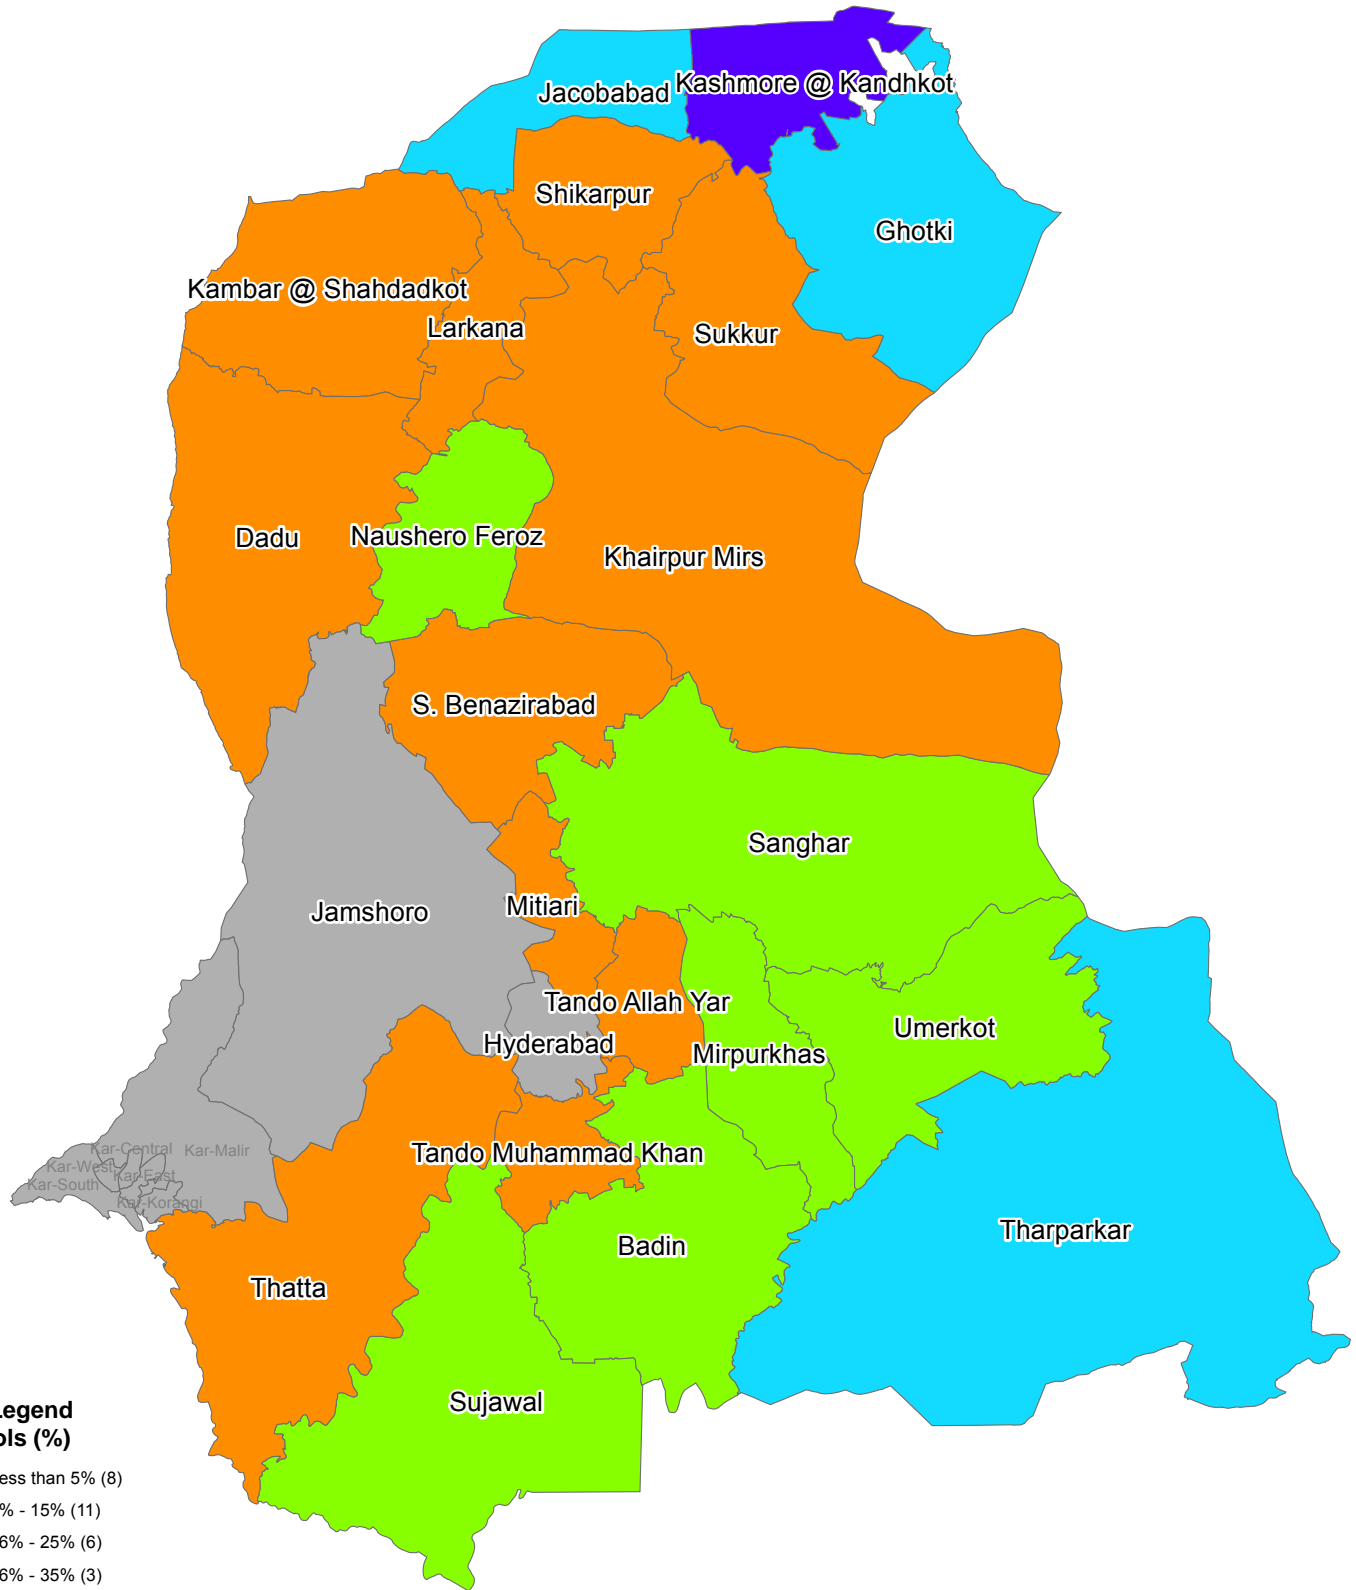 Kashmore @ Kandhkot
Jacobabad
Shikarpur
Ghotki
Kambar @ Shahdadkot
Larkana
Sukkur
Dadu
Naushero Feroz
Khairpur Mirs
S. Benazirabad
Sanghar
Mitiari
Jamshoro
Tando Allah Yar
Umerkot
Hyderabad
Mirpurkhas
Kar-Central
Kar-Malir
Tando Muhammad Khan
Kar-West
Kar-East
Kar-South
Kar-Korangi
Tharparkar
Badin
Thatta
Sujawal
Legend
ols (%)
ess than 5% (8)
% - 15% (11)
6% - 25% (6)
6% - 35% (3)